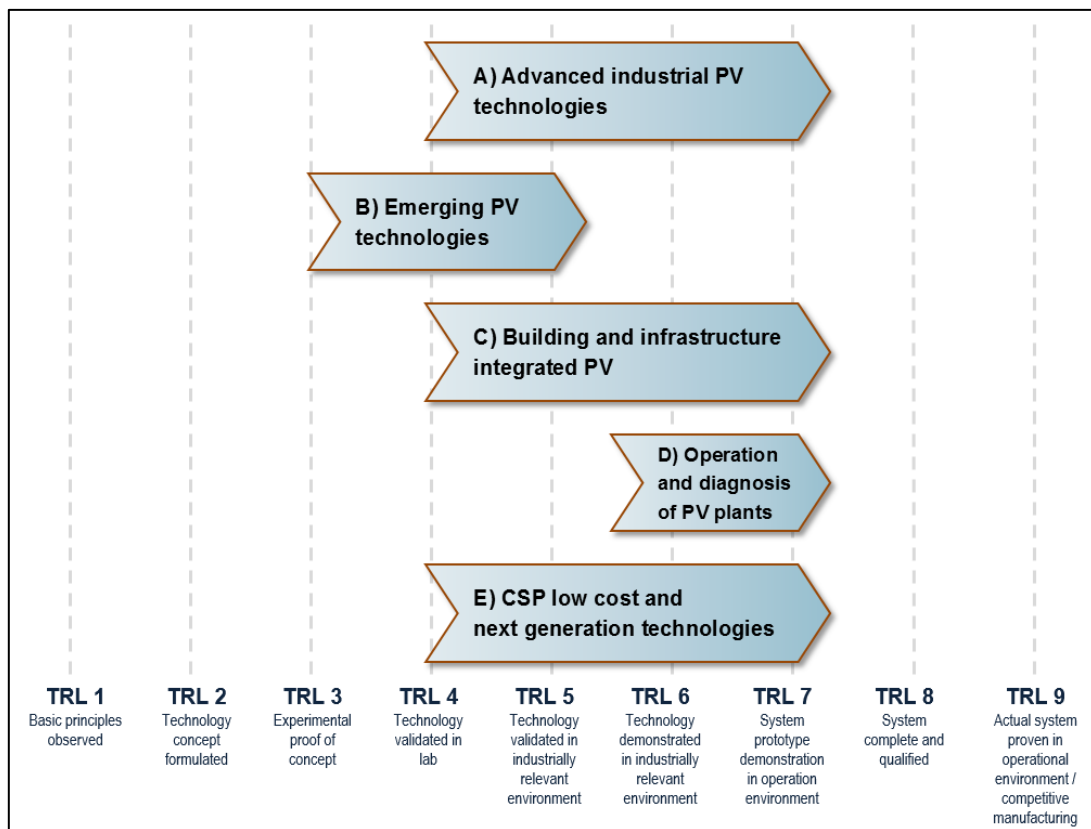 A) Advanced industrial PV
technologies
B) Emerging PV
technologies
C) Building and infrastructure
integrated PV
D) Operation
and diagnosis
of PV plants
E) CSP low cost and
next generation technologies
TRL 1
Basic principles
observed
TRL 2
Technology
concept
formulated
TRL 3
Experimental
proof of
concept
TRL 4
Technology
validated in
lab
TRL 5
Technology
validated in
industrially
relevant
environment
TRL 6
Technology
demonstrated
in industrially
relevant
environment
TRL 7
System
prototype
demonstration
in operation
environment
TRL 8
System
complete and
qualified
TRL 9
Actual system
proven in
operational
environment /
competitive
manufacturing